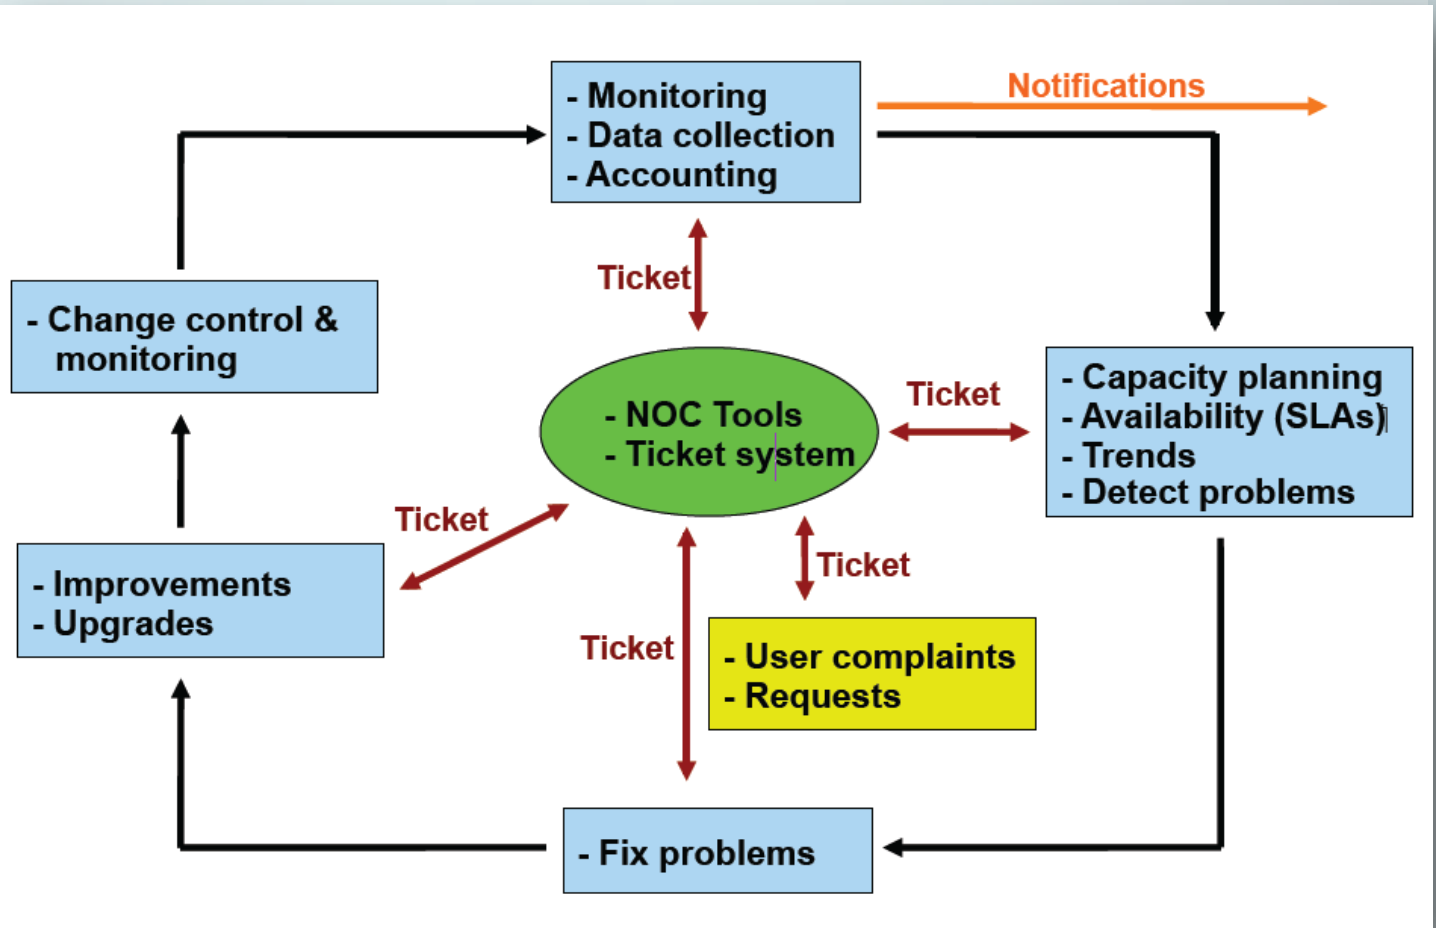 - Monitoring
- Data collection
- Accounting
Notifications
Ticket
- Change control &
monitoring
- NOC Tools
- Ticket system
Ticket
- Capacity planning
- Availability (SLAs)
- Trends
- Detect problems
Ticket
- Improvements
- Upgrades
Ticket
Ticket
- User complaints
- Requests
- Fix problems